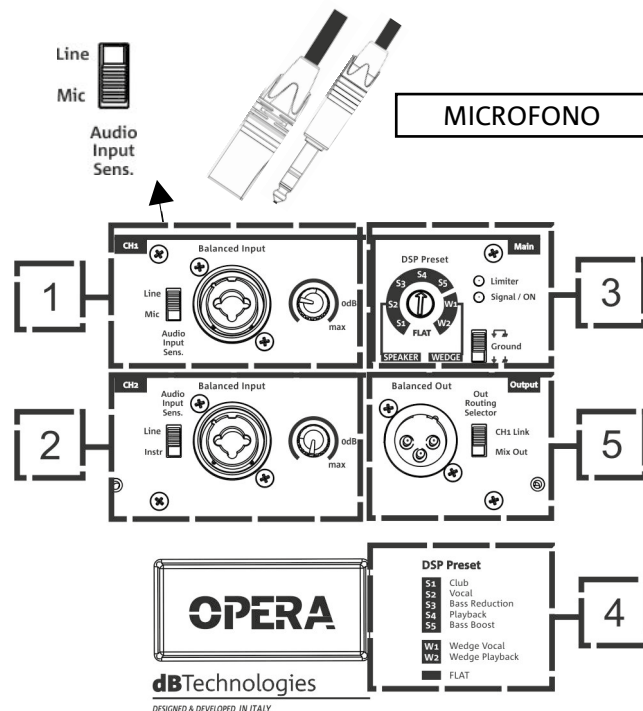 Line
Mic
Audio
Input
Sens.
MICROFONO
1
CH1
Balanced Input
Line
Mic
Audio
Input
Sens.
0dB
max
Main
DSP Preset
S1
S2
S3
S4
S5
W1
W2
FLAT
SPEAKER
WEDGE
Limiter
Signal / ON
Ground
3
2
CH2
Audio
Input
Sens.
Line
Instr
Balanced Input
0dB
max
Balanced Out
Output
Out
Routing
Selector
CH1 Link
Mix Out
5
OPERA
dBTechnologies
DESIGNED & DEVELOPED IN ITALY
DSP Preset
S1 Club
S2 Vocal
S3 Bass Reduction
S4 Playback
S5 Bass Boost
W1 Wedge Vocal
W2 Wedge Playback
FLAT
4